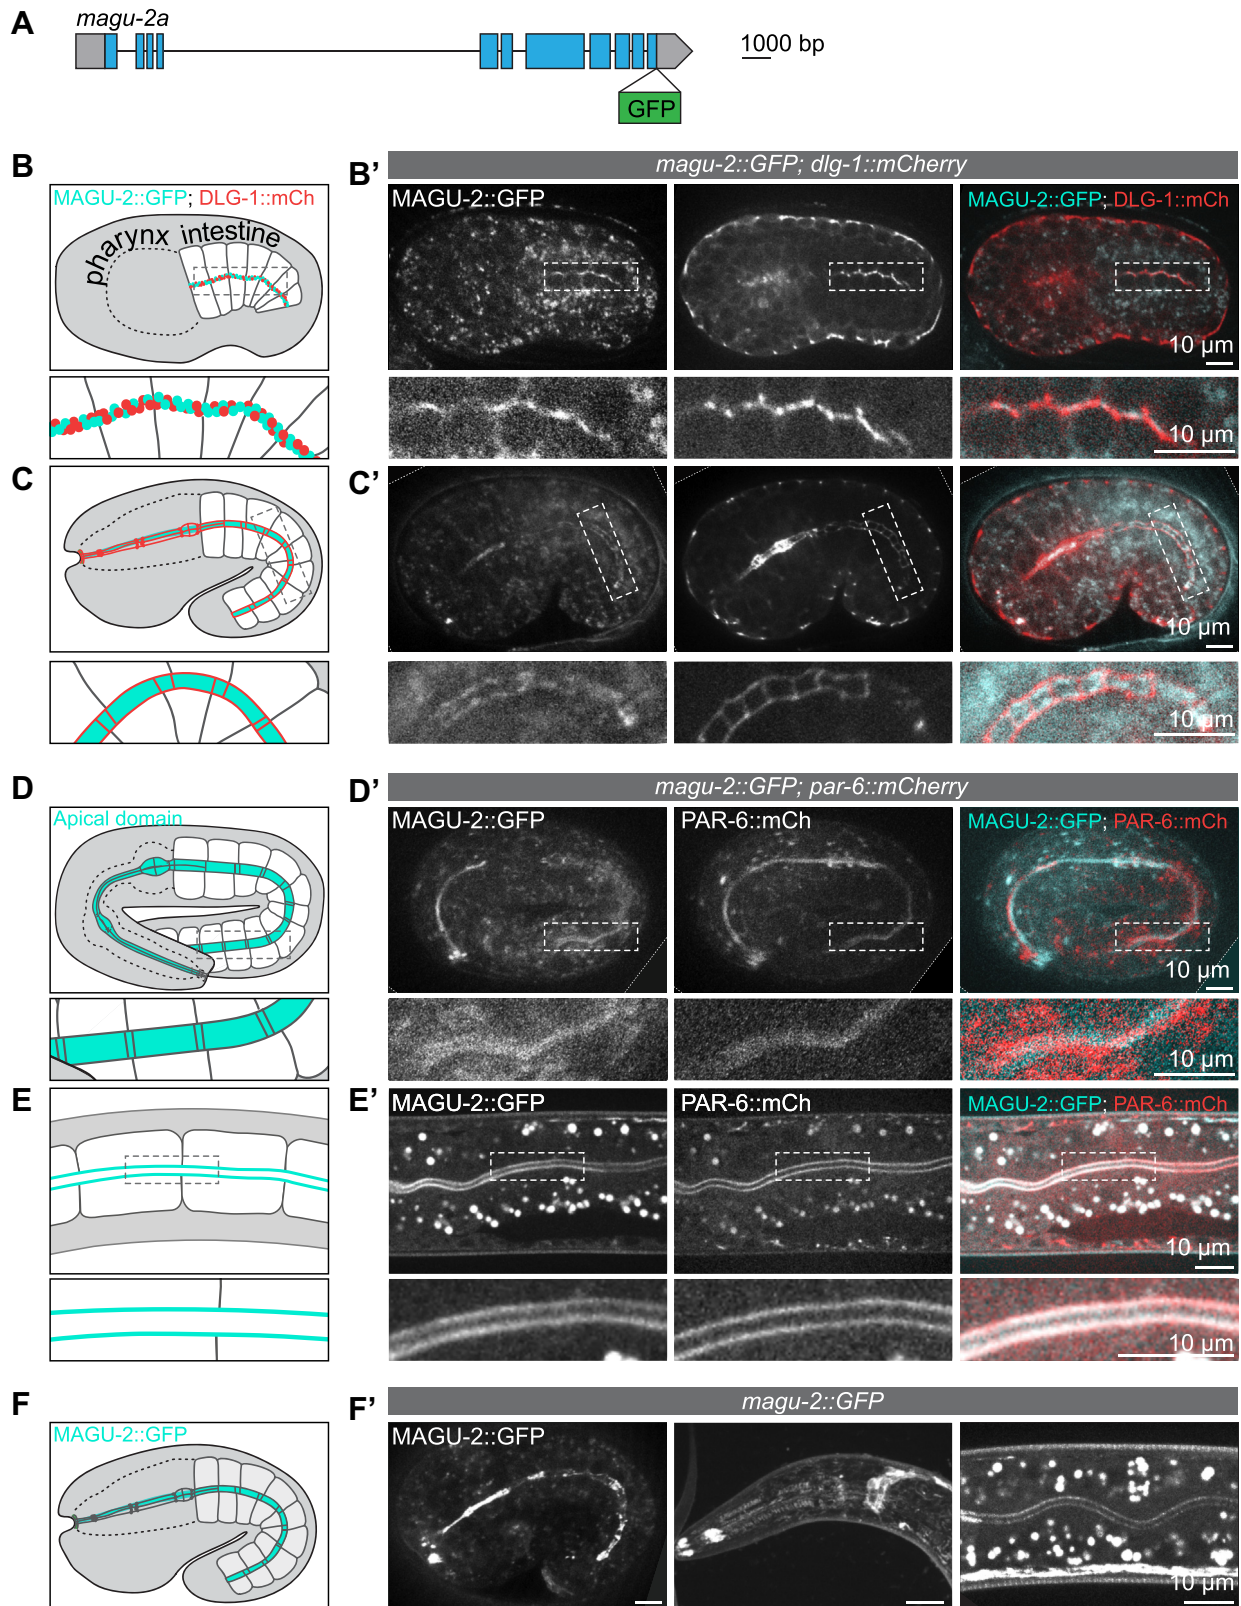 A
magu-2a
1000 bp
GFP
B
MAGU-2::GFP; DLG-1::mCh
pharynx intestine
B’
magu-2::GFP; dlg-1::mCherry
MAGU-2::GFP
MAGU-2::GFP; DLG-1::mCh
10 µm
10 µm
C
C’
10 µm
10 µm
D
Apical domain
D’
magu-2::GFP; par-6::mCherry
MAGU-2::GFP
PAR-6::mCh
MAGU-2::GFP; PAR-6::mCh
10 µm
10 µm
E
E’
MAGU-2::GFP
PAR-6::mCh
MAGU-2::GFP; PAR-6::mCh
10 µm
10 µm
F
MAGU-2::GFP
F’
magu-2::GFP
MAGU-2::GFP
10 µm